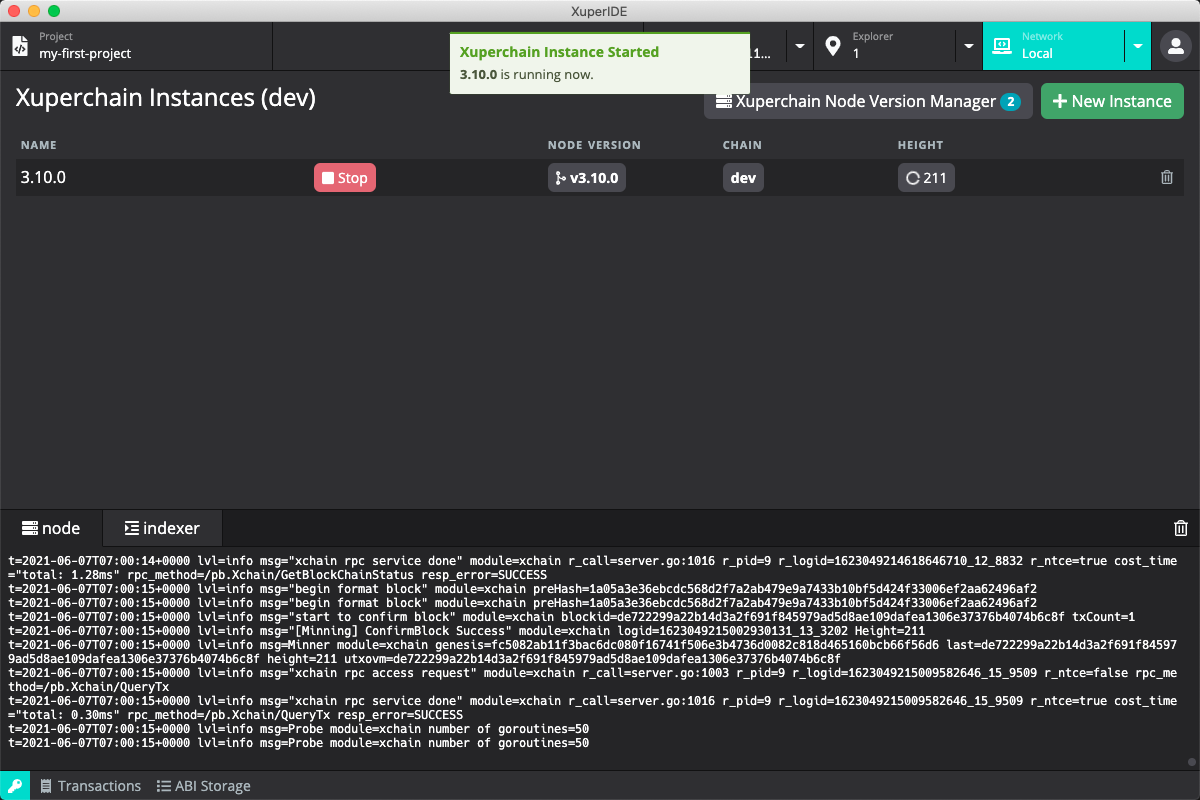 XuperIDE
Project
my-first-project
Xuperchain Instance Started
3.10.0 is running now.
.1...
Explorer
1
Network
Local
Xuperchain Instances (dev)
Xuperchain Node Version Manager 2
New Instance
NAME NODE VERSION CHAIN HEIGHT
3.10.0 Stop v3.10.0 dev 211
node indexer
t=2021-06-07T07:00:14+0000 lvl=info msg="xchain rpc service done" module=xchain r_call=server.go:1016 r_pid=9 r_logid=1623049214618646710_12_8832 r_ntce=true cost_time
="total: 1.28ms" rpc_method=/pb.Xchain/GetBlockChainStatus resp_error=SUCCESS
t=2021-06-07T07:00:15+0000 lvl=info msg="begin format block" module=xchain preHash=1a05a3e36ebcdc568d2f7a2ab479e9a7433b10bf5d424f33006ef2aa62496af2
t=2021-06-07T07:00:15+0000 lvl=info msg="begin format block" module=xchain preHash=1a05a3e36ebcdc568d2f7a2ab479e9a7433b10bf5d424f33006ef2aa62496af2
t=2021-06-07T07:00:15+0000 lvl=info msg="start to confirm block" module=xchain blockid=de722299a22b14d3a2f691f845979ad5d8ae109dafea1306e37376b4074b6c8f txCount=1
t=2021-06-07T07:00:15+0000 lvl=info msg="[Minning] ConfirmBlock Success" module=xchain logid=1623049215002930131_13_3202 Height=211
t=2021-06-07T07:00:15+0000 lvl=info msg=Minner module=xchain genesis=fc5082ab11f3bac6dc080f16741f506e3b4736d0082c818d465160bcb66f56d6 last=de722299a22b14d3a2f691f84597
9ad5d8ae109dafea1306e37376b4074b6c8f height=211 utxovm=de722299a22b14d3a2f691f845979ad5d8ae109dafea1306e37376b4074b6c8f
t=2021-06-07T07:00:15+0000 lvl=info msg="xchain rpc access request" module=xchain r_call=server.go:1003 r_pid=9 r_logid=1623049215009582646_15_9509 r_ntce=false rpc_me
thod=/pb.Xchain/QueryTx
t=2021-06-07T07:00:15+0000 lvl=info msg="xchain rpc service done" module=xchain r_call=server.go:1016 r_pid=9 r_logid=1623049215009582646_15_9509 r_ntce=true cost_time
="total: 0.30ms" rpc_method=/pb.Xchain/QueryTx resp_error=SUCCESS
t=2021-06-07T07:00:15+0000 lvl=info msg=Probe module=xchain number of goroutines=50
t=2021-06-07T07:00:15+0000 lvl=info msg=Probe module=xchain number of goroutines=50
Transactions ABI Storage